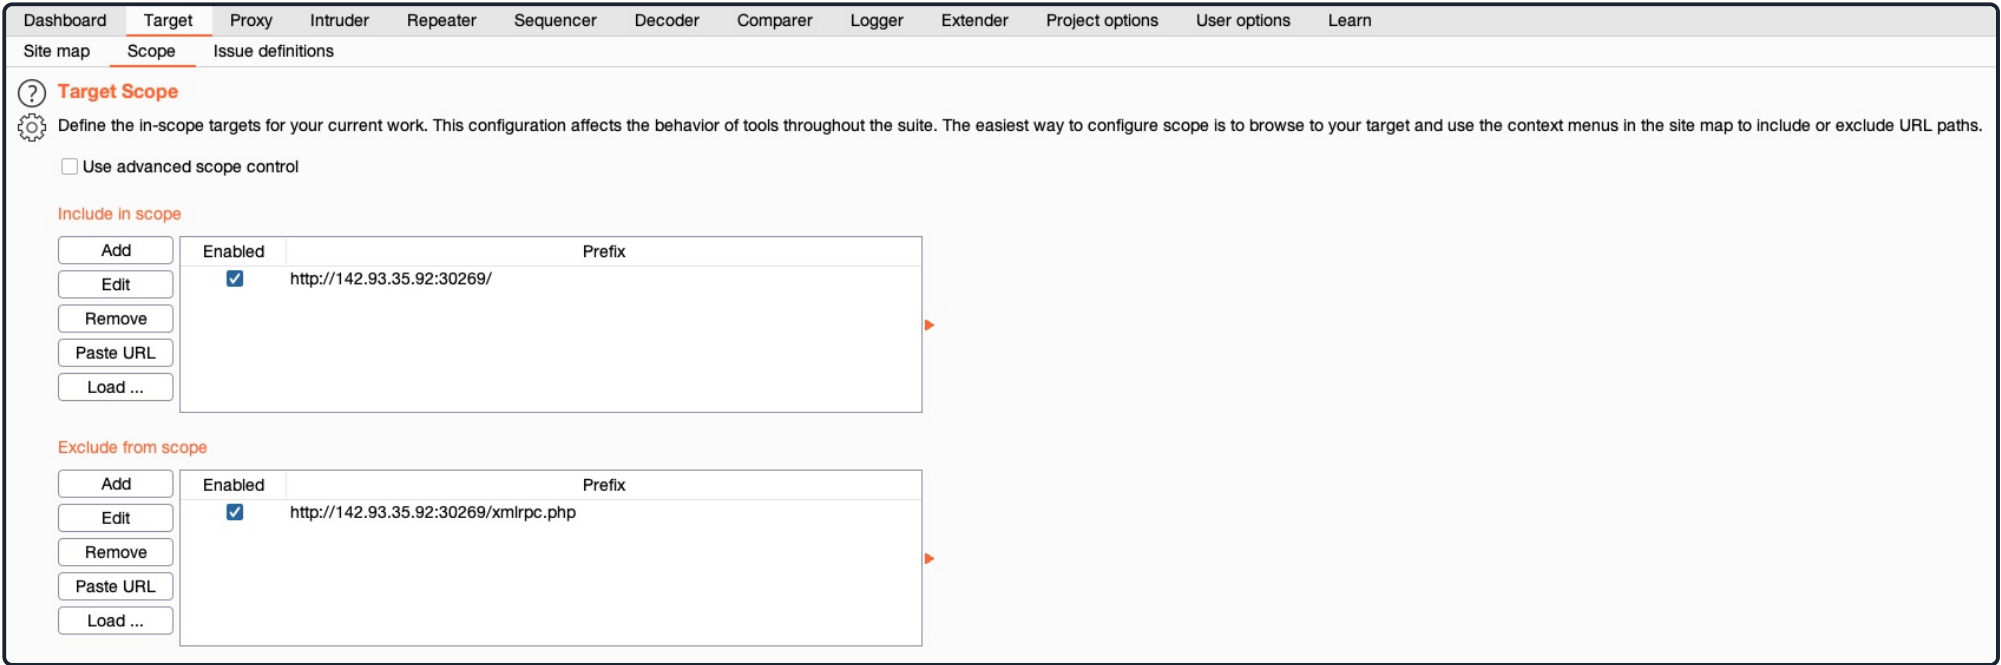 Dashboard Target Proxy Intruder Repeater Sequencer Decoder Comparer Logger Extender Project options User options Learn
Site map Scope Issue definitions
? Target Scope
Define the in-scope targets for your current work. This configuration affects the behavior of tools throughout the suite. The easiest way to configure scope is to browse to your target and use the context menus in the site map to include or exclude URL paths.
Use advanced scope control
Include in scope
Add Enabled Prefix
http://142.93.35.92:30269/
Edit
Remove
Paste URL
Load ...
Exclude from scope
Add Enabled Prefix
http://142.93.35.92:30269/xmlrpc.php
Edit
Remove
Paste URL
Load ...